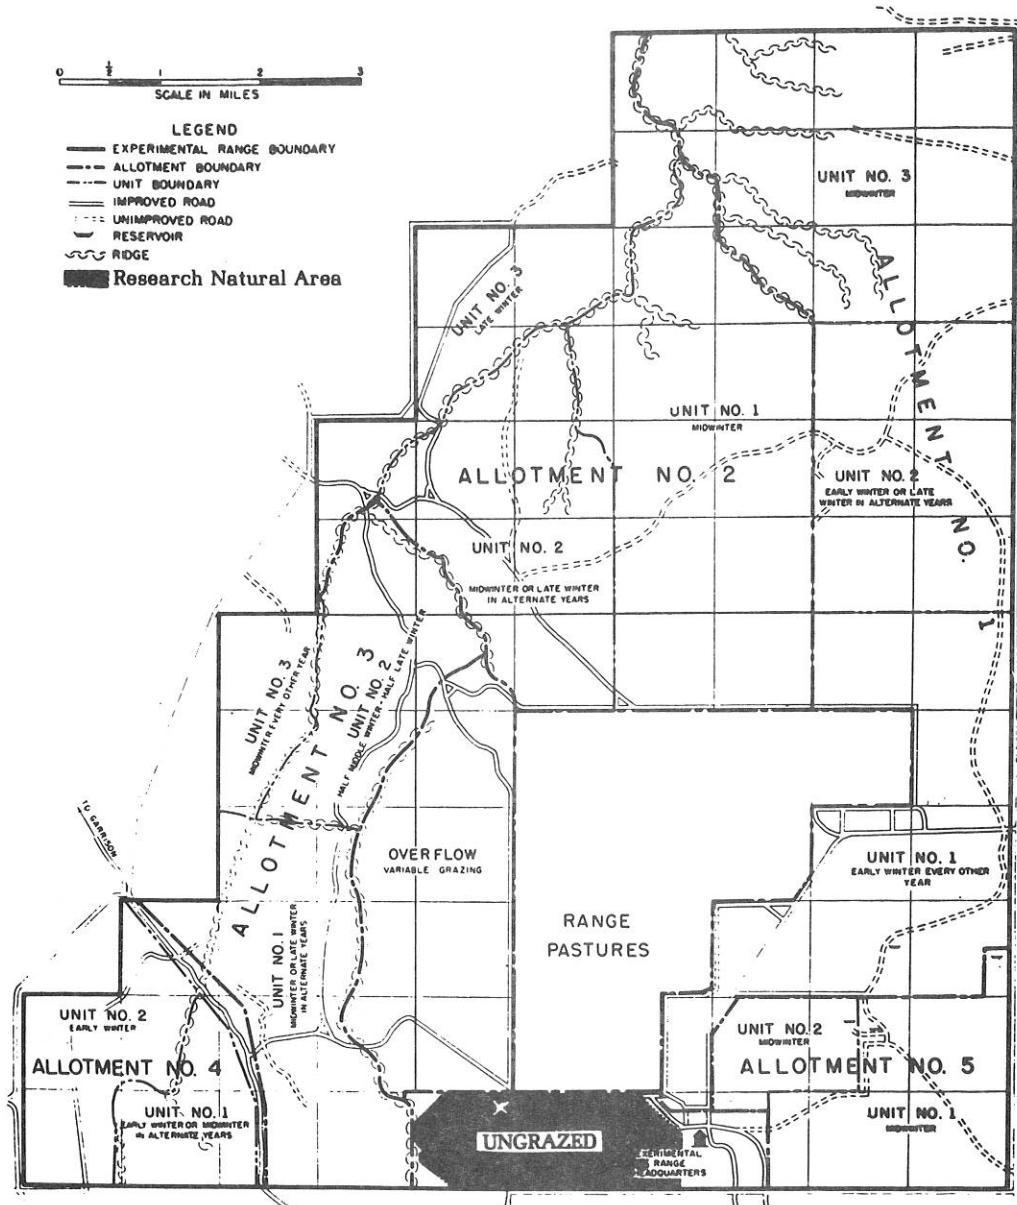 0 ½ 1 2 3
SCALE IN MILES
LEGEND
EXPERIMENTAL RANGE BOUNDARY
ALLOTMENT BOUNDARY
UNIT BOUNDARY
IMPROVED ROAD
UNIMPROVED ROAD
RESERVOIR
RIDGE
Research Natural Area
UNIT NO. 3
MIDWINTER
ALLOTMENT NO. 1
UNIT NO. 3
LATE WINTER
UNIT NO. 1
MIDWINTER
ALLOTMENT NO. 2
UNIT NO. 2
EARLY WINTER OR LATE
WINTER IN ALTERNATE YEARS
UNIT NO. 2
MIDWINTER OR LATE WINTER
IN ALTERNATE YEARS
UNIT NO. 3
MIDWINTER EVERY OTHER YEAR
ALLOTMENT NO. 3
UNIT NO. 2
HALF MIDDLE WINTER - HALF LATE WINTER
TO GARRISON
OVERFLOW
VARIABLE GRAZING
UNIT NO. 1
EARLY WINTER EVERY OTHER
YEAR
RANGE
PASTURES
UNIT NO. 1
MIDWINTER OR LATE WINTER
IN ALTERNATE YEARS
UNIT NO. 2
EARLY WINTER
ALLOTMENT NO. 4
UNIT NO. 1
EARLY WINTER OR MIDWINTER
IN ALTERNATE YEARS
UNIT NO. 2
MIDWINTER
ALLOTMENT NO. 5
UNIT NO. 1
MIDWINTER
UNGRAZED
EXPERIMENTAL
RANGE
HEADQUARTERS